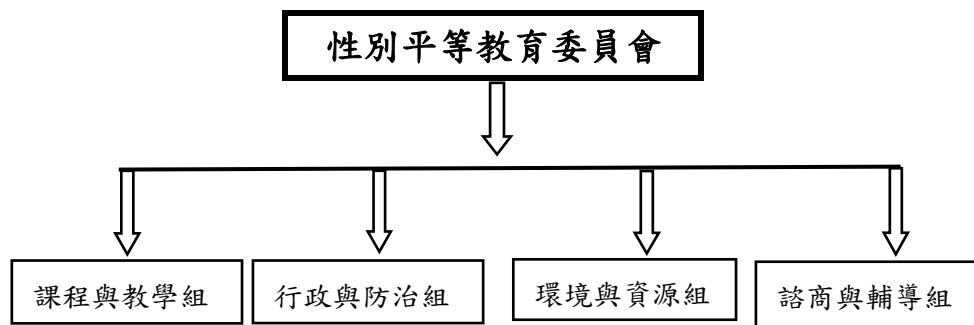 性別平等教育委員會
課程與教學組
行政與防治組
環境與資源組
諮商與輔導組